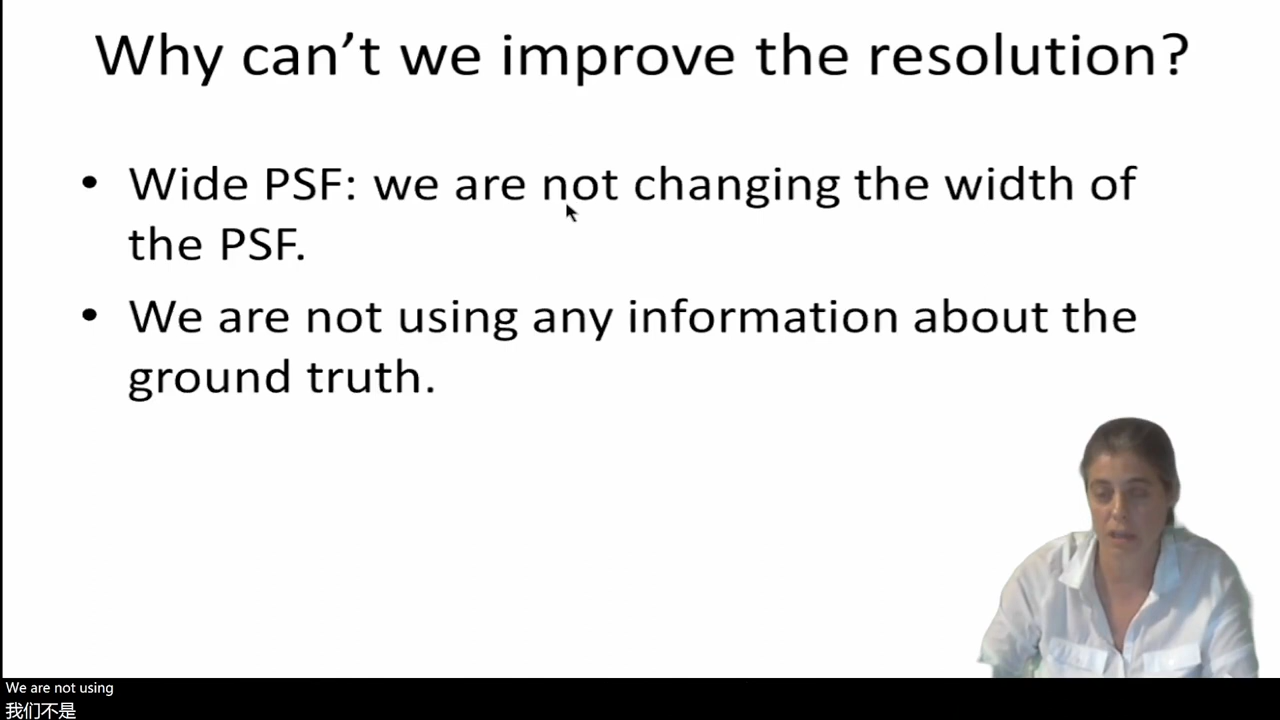 Why can’t we improve the resolution?
• Wide PSF: we are not changing the width of
the PSF.
• We are not using any information about the
ground truth.
We are not using
我们不是